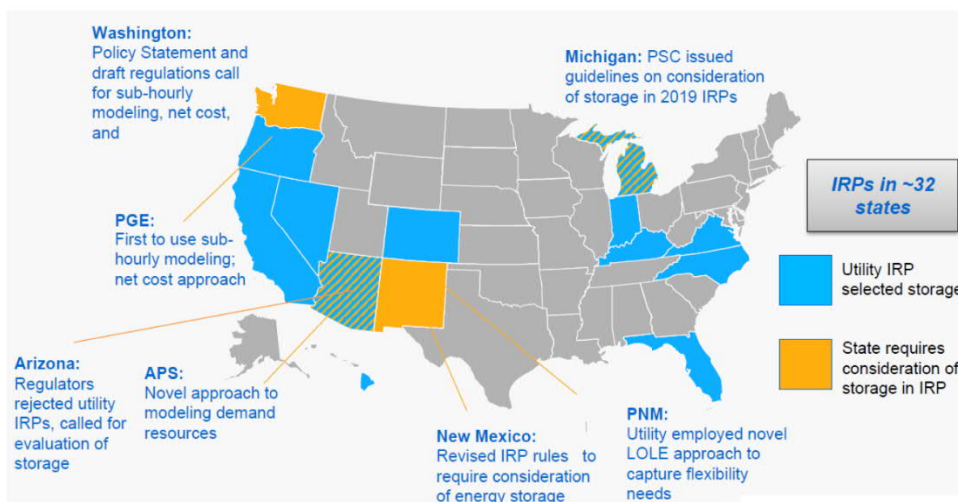 Washington:
Policy Statement and
draft regulations call
for sub-hourly
modeling, net cost,
and
Michigan: PSC issued
guidelines on consideration
of storage in 2019 IRPs
IRPs in ~32
states
PGE:
First to use sub-
hourly modeling;
net cost approach
Utility IRP
selected storage
State requires
consideration of
storage in IRP
Arizona:
Regulators
rejected utility
IRPs, called for
evaluation of
storage
APS:
Novel approach to
modeling demand
resources
New Mexico:
Revised IRP rules to
require consideration
of energy storage
PNM:
Utility employed novel
LOLE approach to
capture flexibility
needs